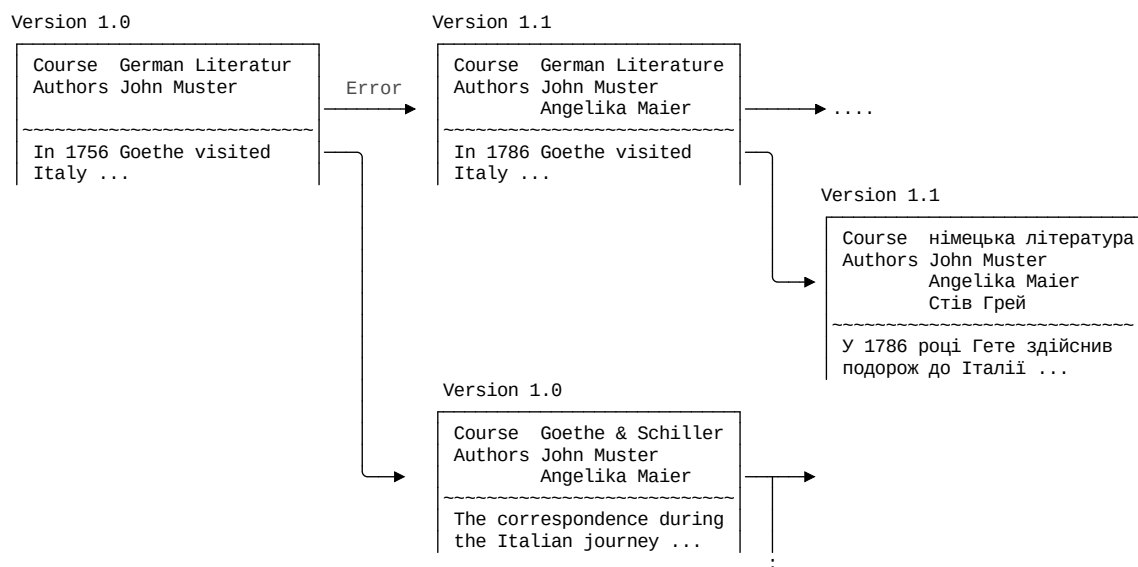 Version 1.0
Course German Literatur
Authors John Muster
~~~~~~~~~~~~~~~~~~~~~~~~~~~
In 1756 Goethe visited
Italy ...
Error
Version 1.1
Course German Literature
Authors John Muster
Angelika Maier
~~~~~~~~~~~~~~~~~~~~~~~~~~~
In 1786 Goethe visited
Italy ...
....
Version 1.1
Course німецька література
Authors John Muster
Angelika Maier
Стів Грей
~~~~~~~~~~~~~~~~~~~~~~~~~~~~
У 1786 році Гете здійснив
подорож до Італії ...
Version 1.0
Course Goethe & Schiller
Authors John Muster
Angelika Maier
~~~~~~~~~~~~~~~~~~~~~~~~~~~
The correspondence during
the Italian journey ...